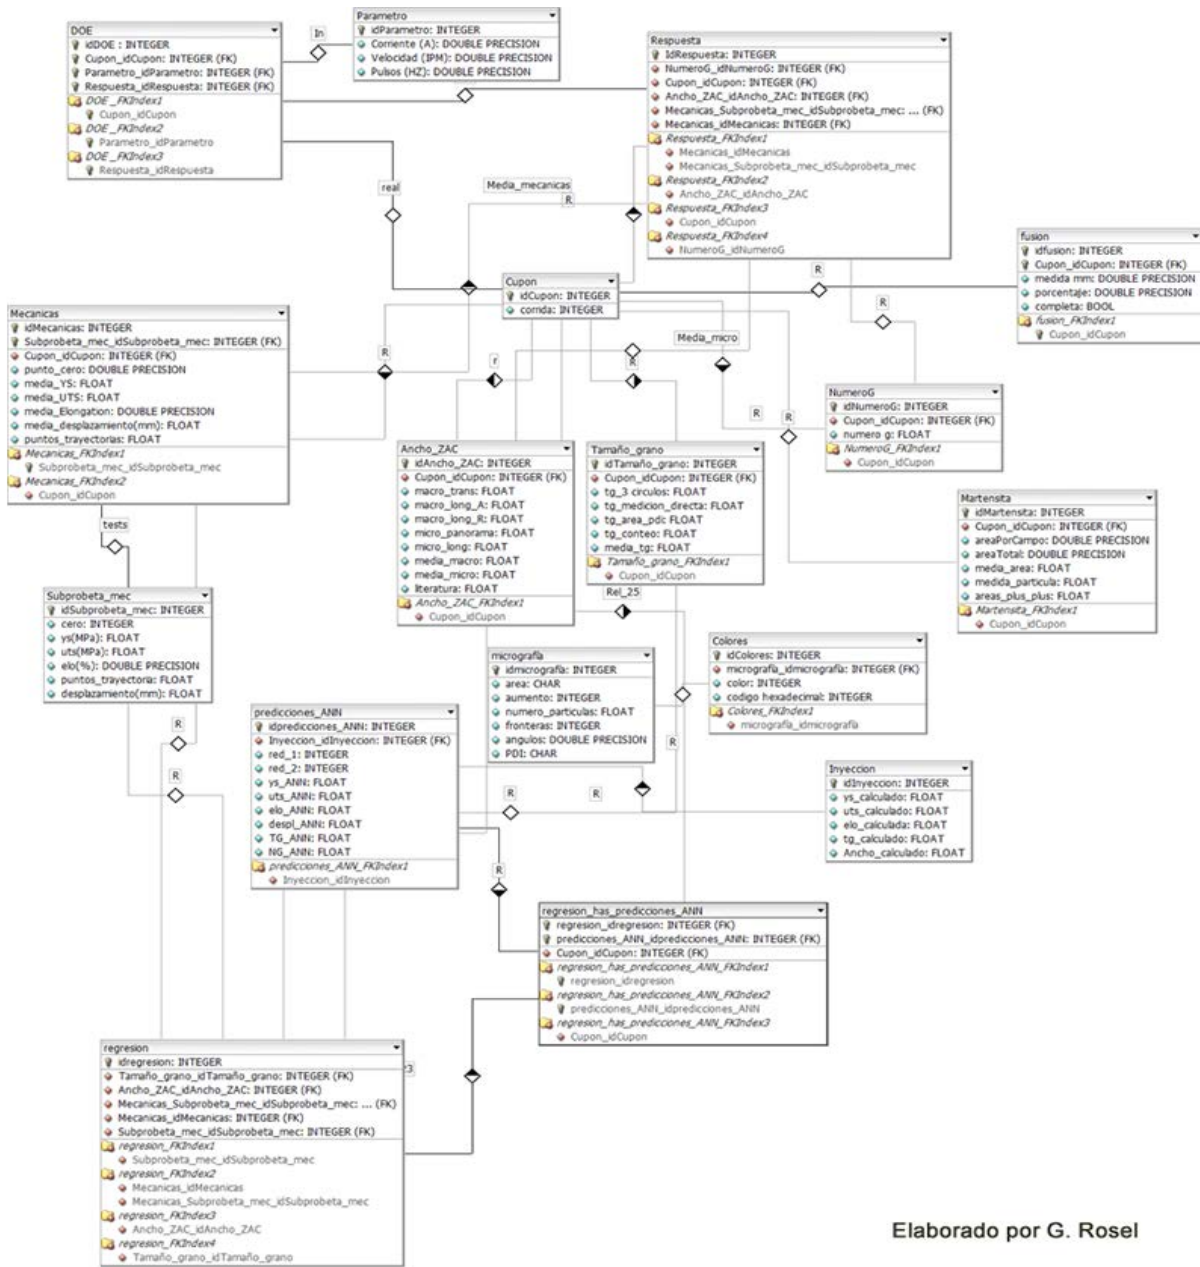 DOE
idDOE : INTEGER
Cupon_idCupon: INTEGER (FK)
Parametro_idParametro: INTEGER (FK)
Respuesta_idRespuesta: INTEGER (FK)
DOE _FKIndex1
Cupon_idCupon
DOE _FKIndex2
Parametro_idParametro
DOE _FKIndex3
Respuesta_idRespuesta
In
Parametro
idParametro: INTEGER
Corriente (A): DOUBLE PRECISION
Velocidad (IPM): DOUBLE PRECISION
Pulsos (HZ): DOUBLE PRECISION
Respuesta
IdRespuesta: INTEGER
NumeroG_idNumeroG: INTEGER (FK)
Cupon_idCupon: INTEGER (FK)
Ancho_ZAC_idAncho_ZAC: INTEGER (FK)
Mecanicas_Subprobeta_mec_idSubprobeta_mec: ... (FK)
Mecanicas_idMecanicas: INTEGER (FK)
Respuesta_FKIndex1
Mecanicas_idMecanicas
Mecanicas_Subprobeta_mec_idSubprobeta_mec
Respuesta_FKIndex2
Ancho_ZAC_idAncho_ZAC
Respuesta_FKIndex3
Cupon_idCupon
Respuesta_FKIndex4
NumeroG_idNumeroG
real
Media_mecanicas
R
fusion
idfusion: INTEGER
Cupon_idCupon: INTEGER (FK)
medida mm: DOUBLE PRECISION
porcentaje: DOUBLE PRECISION
completa: BOOL
fusion_FKIndex1
Cupon_idCupon
R
R
Cupon
idCupon: INTEGER
corrida: INTEGER
Mecanicas
idMecanicas: INTEGER
Subprobeta_mec_idSubprobeta_mec: INTEGER (FK)
Cupon_idCupon: INTEGER (FK)
punto_cero: DOUBLE PRECISION
media_YS: FLOAT
media_UTS: FLOAT
media_Elongation: DOUBLE PRECISION
media_desplazamiento(mm): FLOAT
puntos_trayectorias: FLOAT
Mecanicas_FKIndex1
Subprobeta_mec_idSubprobeta_mec
Mecanicas_FKIndex2
Cupon_idCupon
R
r
R
Media_micro
R
R
NumeroG
idNumeroG: INTEGER
Cupon_idCupon: INTEGER (FK)
numero g: FLOAT
NumeroG_FKIndex1
Cupon_idCupon
Ancho_ZAC
idAncho_ZAC: INTEGER
Cupon_idCupon: INTEGER (FK)
macro_trans: FLOAT
macro_long_A: FLOAT
macro_long_R: FLOAT
micro_panorama: FLOAT
micro_long: FLOAT
media_macro: FLOAT
media_micro: FLOAT
literatura: FLOAT
Ancho_ZAC_FKIndex1
Cupon_idCupon
Tamaño_grano
idTamaño_grano: INTEGER
Cupon_idCupon: INTEGER (FK)
tg_3 circulos: FLOAT
tg_medicion_directa: FLOAT
tg_area_pdc: FLOAT
tg_conteo: FLOAT
media_tg: FLOAT
Tamaño_grano_FKIndex1
Cupon_idCupon
Martensita
idMartensita: INTEGER
Cupon_idCupon: INTEGER (FK)
areaPorCampo: DOUBLE PRECISION
areaTotal: DOUBLE PRECISION
media_area: FLOAT
medida_particula: FLOAT
areas_plus_plus: FLOAT
Martensita_FKIndex1
Cupon_idCupon
tests
Subprobeta_mec
idSubprobeta_mec: INTEGER
cero: INTEGER
ys(MPa): FLOAT
uts(MPa): FLOAT
elo(%): DOUBLE PRECISION
puntos_trayectoria: FLOAT
desplazamiento(mm): FLOAT
Rel_25
micrografía
idmicrografía: INTEGER
area: CHAR
aumento: INTEGER
numero_particulas: FLOAT
fronteras: INTEGER
angulos: DOUBLE PRECISION
PDI: CHAR
Colores
idColores: INTEGER
micrografía_idmicrografía: INTEGER (FK)
color: INTEGER
codigo hexadecimal: INTEGER
Colores_FKIndex1
micrografía_idmicrografía
R
R
R
R
R
predicciones_ANN
idpredicciones_ANN: INTEGER
Inyeccion_idInyeccion: INTEGER (FK)
red_1: INTEGER
red_2: INTEGER
ys_ANN: FLOAT
uts_ANN: FLOAT
elo_ANN: FLOAT
despl_ANN: FLOAT
TG_ANN: FLOAT
NG_ANN: FLOAT
predicciones_ANN_FKIndex1
Inyeccion_idInyeccion
Inyeccion
idInyeccion: INTEGER
ys_calculado: FLOAT
uts_calculado: FLOAT
elo_calculada: FLOAT
tg_calculado: FLOAT
Ancho_calculado: FLOAT
R
regresion_has_predicciones_ANN
regresion_idregresion: INTEGER (FK)
predicciones_ANN_idpredicciones_ANN: INTEGER (FK)
Cupon_idCupon: INTEGER (FK)
regresion_has_predicciones_ANN_FKIndex1
regresion_idregresion
regresion_has_predicciones_ANN_FKIndex2
predicciones_ANN_idpredicciones_ANN
regresion_has_predicciones_ANN_FKIndex3
Cupon_idCupon
regresion
idregresion: INTEGER
Tamaño_grano_idTamaño_grano: INTEGER (FK)
Ancho_ZAC_idAncho_ZAC: INTEGER (FK)
Mecanicas_Subprobeta_mec_idSubprobeta_mec: ... (FK)
Mecanicas_idMecanicas: INTEGER (FK)
Subprobeta_mec_idSubprobeta_mec: INTEGER (FK)
regresion_FKIndex1
Subprobeta_mec_idSubprobeta_mec
regresion_FKIndex2
Mecanicas_idMecanicas
Mecanicas_Subprobeta_mec_idSubprobeta_mec
regresion_FKIndex3
Ancho_ZAC_idAncho_ZAC
regresion_FKIndex4
Tamaño_grano_idTamaño_grano
Elaborado por G. Rosel